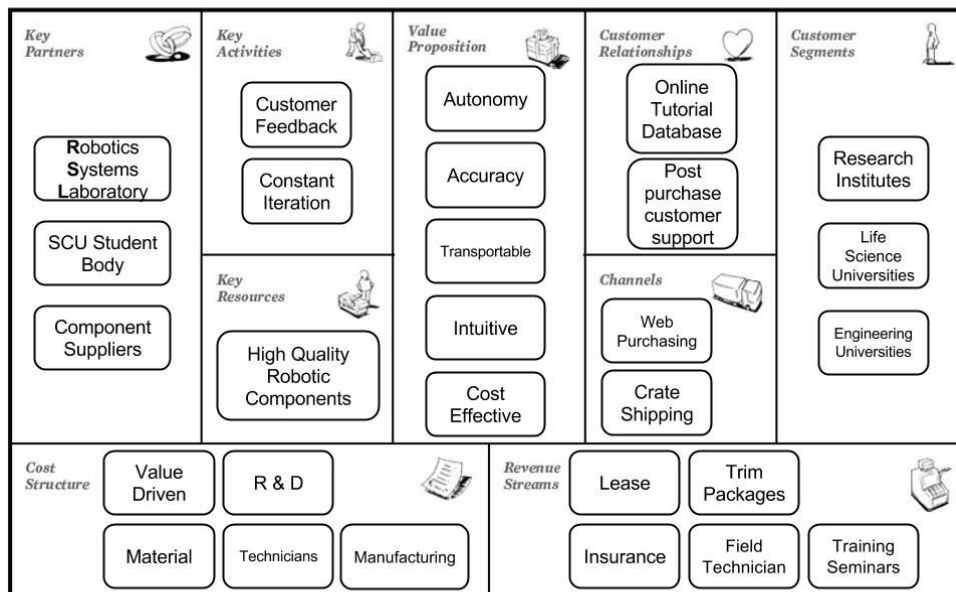 Key
Partners
Robotics
Systems
Laboratory
SCU Student
Body
Component
Suppliers
Key
Activities
Customer
Feedback
Constant
Iteration
Key
Resources
High Quality
Robotic
Components
Value
Proposition
Autonomy
Accuracy
Transportable
Intuitive
Cost
Effective
Customer
Relationships
Online
Tutorial
Database
Post
purchase
customer
support
Channels
Web
Purchasing
Crate
Shipping
Customer
Segments
Research
Institutes
Life
Science
Universities
Engineering
Universities
Cost
Structure
Value
Driven
R & D
Material
Technicians
Manufacturing
Revenue
Streams
Lease
Trim
Packages
Insurance
Field
Technician
Training
Seminars